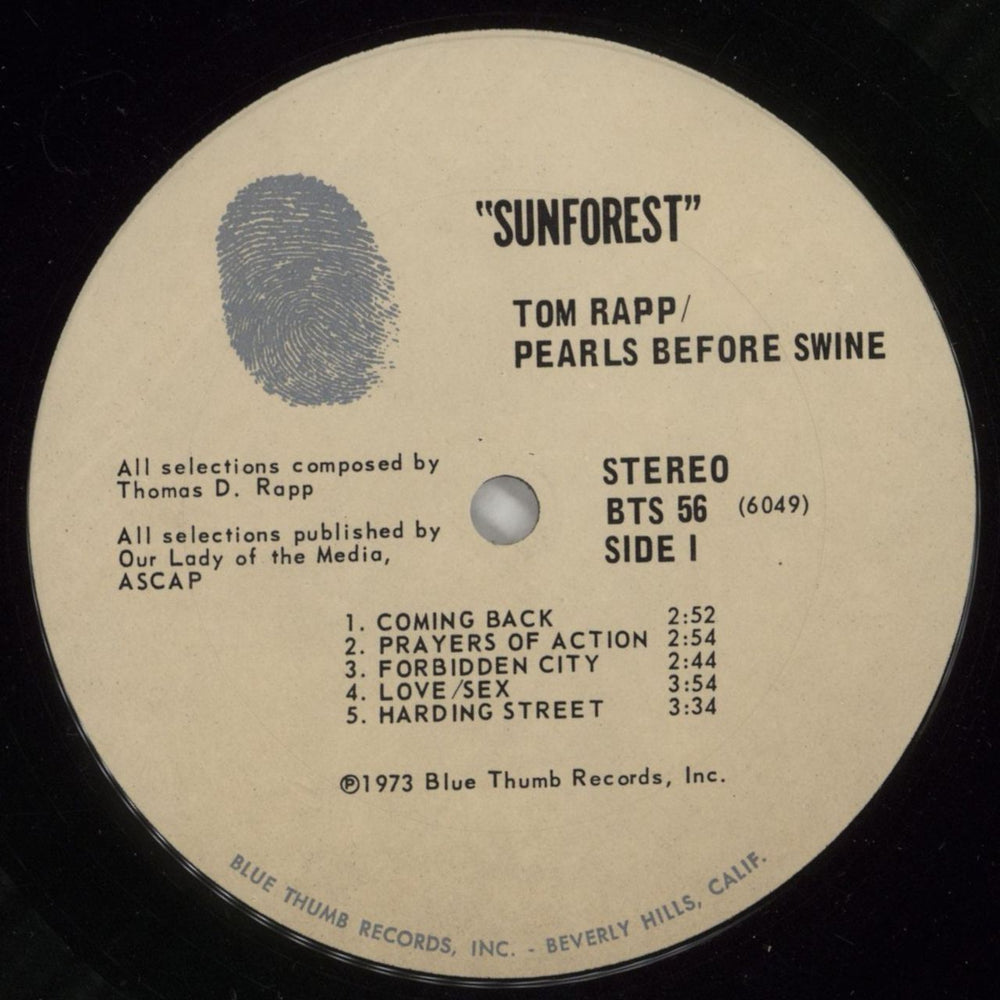 "SUNFOREST"
TOM RAPP/
PEARLS BEFORE SWINE
All selections composed by
Thomas D. Rapp
All selections published by
Our Lady of the Media,
ASCAP
STEREO
BTS 56 (6049)
SIDE I
1. COMING BACK 2:52
2. PRAYERS OF ACTION 2:54
3. FORBIDDEN CITY 2:44
4. LOVE/SEX 3:54
5. HARDING STREET 3:34
℗1973 Blue Thumb Records, Inc.
BLUE THUMB RECORDS, INC. - BEVERLY HILLS, CALIF.